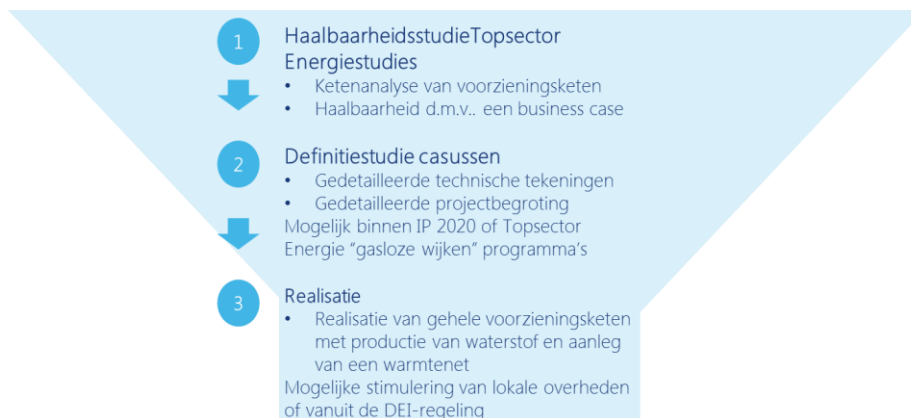 1
HaalbaarheidsstudieTopsector
Energiestudies
• Ketenanalyse van voorzieningsketen
• Haalbaarheid d.m.v.. een business case
2
Definitiestudie casussen
• Gedetailleerde technische tekeningen
• Gedetailleerde projectbegroting
Mogelijk binnen IP 2020 of Topsector
Energie “gasloze wijken” programma’s
3
Realisatie
• Realisatie van gehele voorzieningsketen
met productie van waterstof en aanleg
van een warmtenet
Mogelijke stimulering van lokale overheden
of vanuit de DEI-regeling